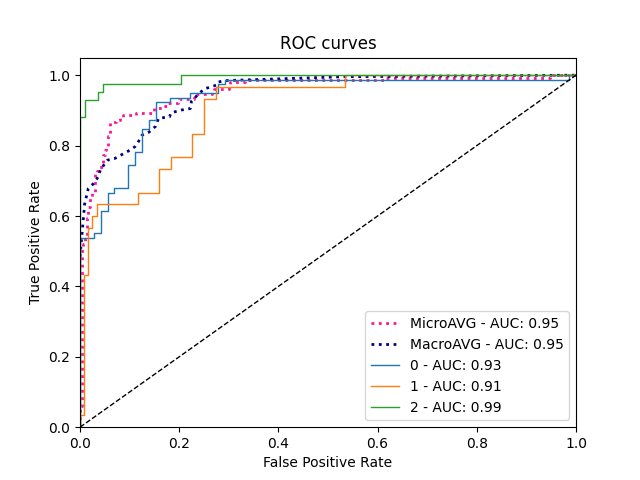 ROC curves
True Positive Rate
1.0
0.8
0.6
0.4
0.2
0.0
MicroAVG - AUC: 0.95
MacroAVG - AUC: 0.95
0 - AUC: 0.93
1 - AUC: 0.91
2 - AUC: 0.99
0.0 0.2 0.4 0.6 0.8 1.0
False Positive Rate